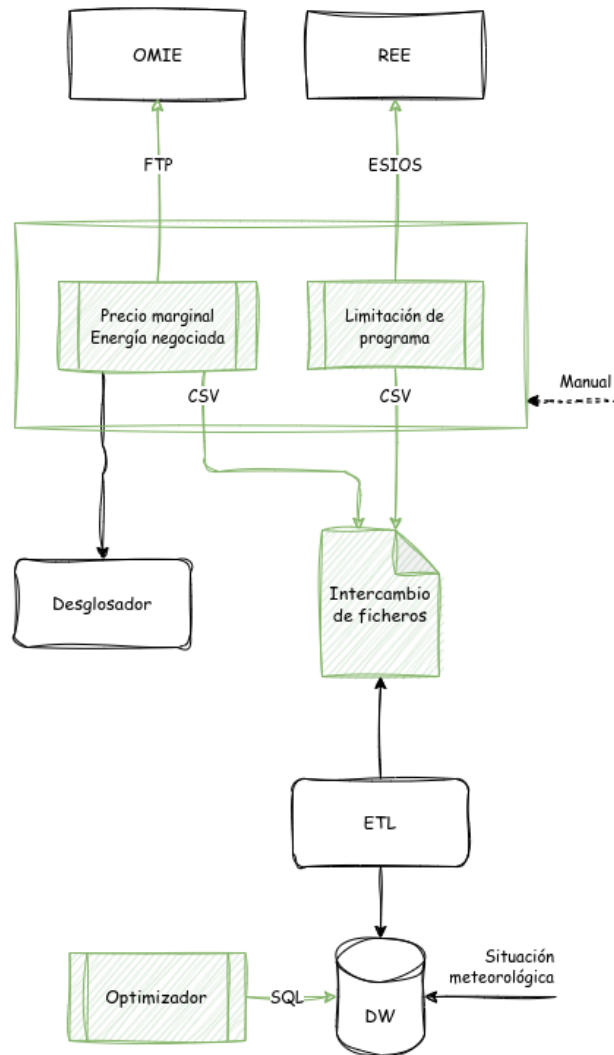 OMIE
REE
FTP
ESIOS
Precio marginal
Energía negociada
Limitación de
programa
CSV
CSV
Manual
Desglosador
Intercambio
de ficheros
ETL
Situación
meteorológica
Optimizador
SQL
DW